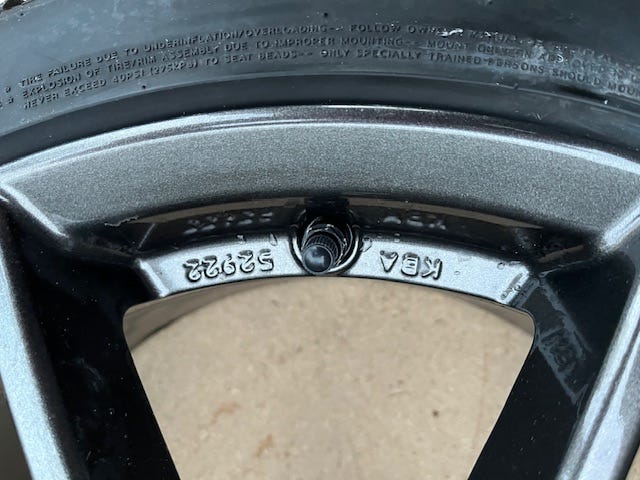 * TIRE FAILURE DUE TO UNDERINFLATION/OVERLOADING-- FOLLOW
* EXPLOSION OF TIRE/RIM ASSEMBLY DUE TO IMPROPER MOUNTING-- MOUNT
NEVER EXCEED 40PSI (275kPa) TO SEAT BEADS-- ONLY SPECIALLY TRAINED PERSONS SHOULD
KBA 52922